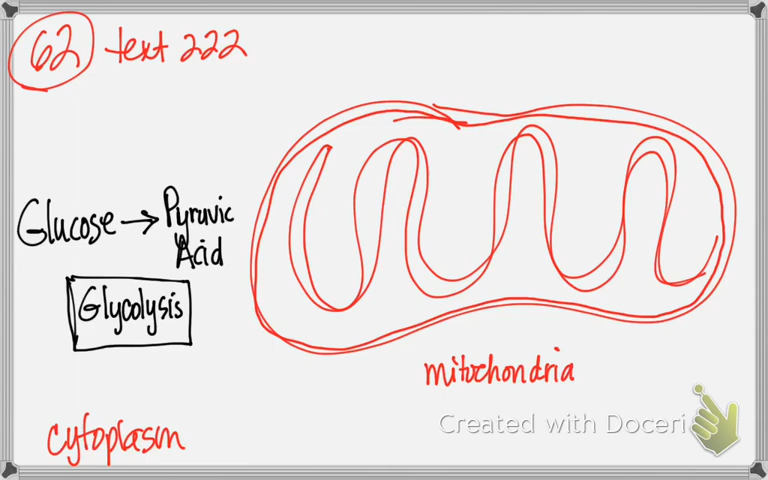 62 text 222
Glucose → Pyruvic
Acid
Glycolysis
mitochondria
cytoplasm
Created with Doceri